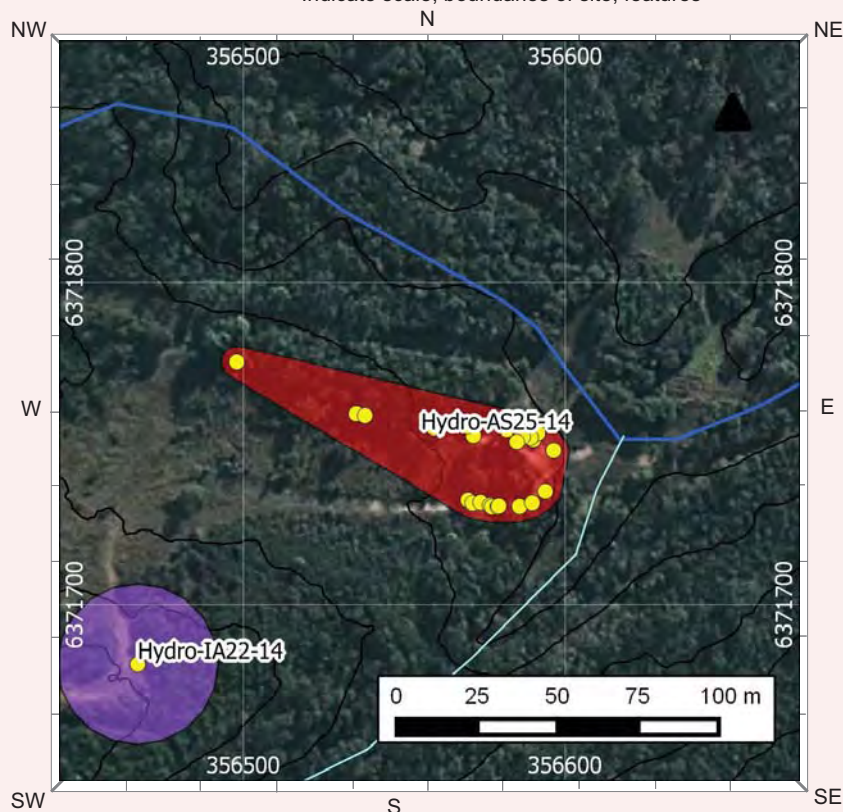 indicate scale, boundaries of site, features
N
NW
NE
356500 356600
6371800
6371800
W
E
Hydro-AS25-14
6371700
6371700
Hydro-IA22-14
0 25 50 75 100 m
356500 356600
SW
S
SE